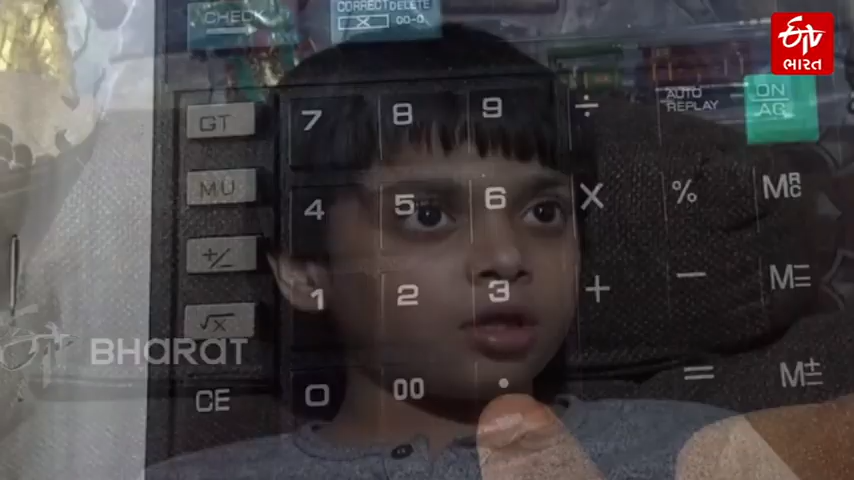 CORRECT DELETE
CHECK
X 00-0
ETV
ભારત
AUTO
REPLAY
ON
AC
GT 7 8 9 ÷
MU 4 5 6 X % MRC
+/- 1 2 3 + − M=
√x
BHARAT
CE 0 00 . = M±